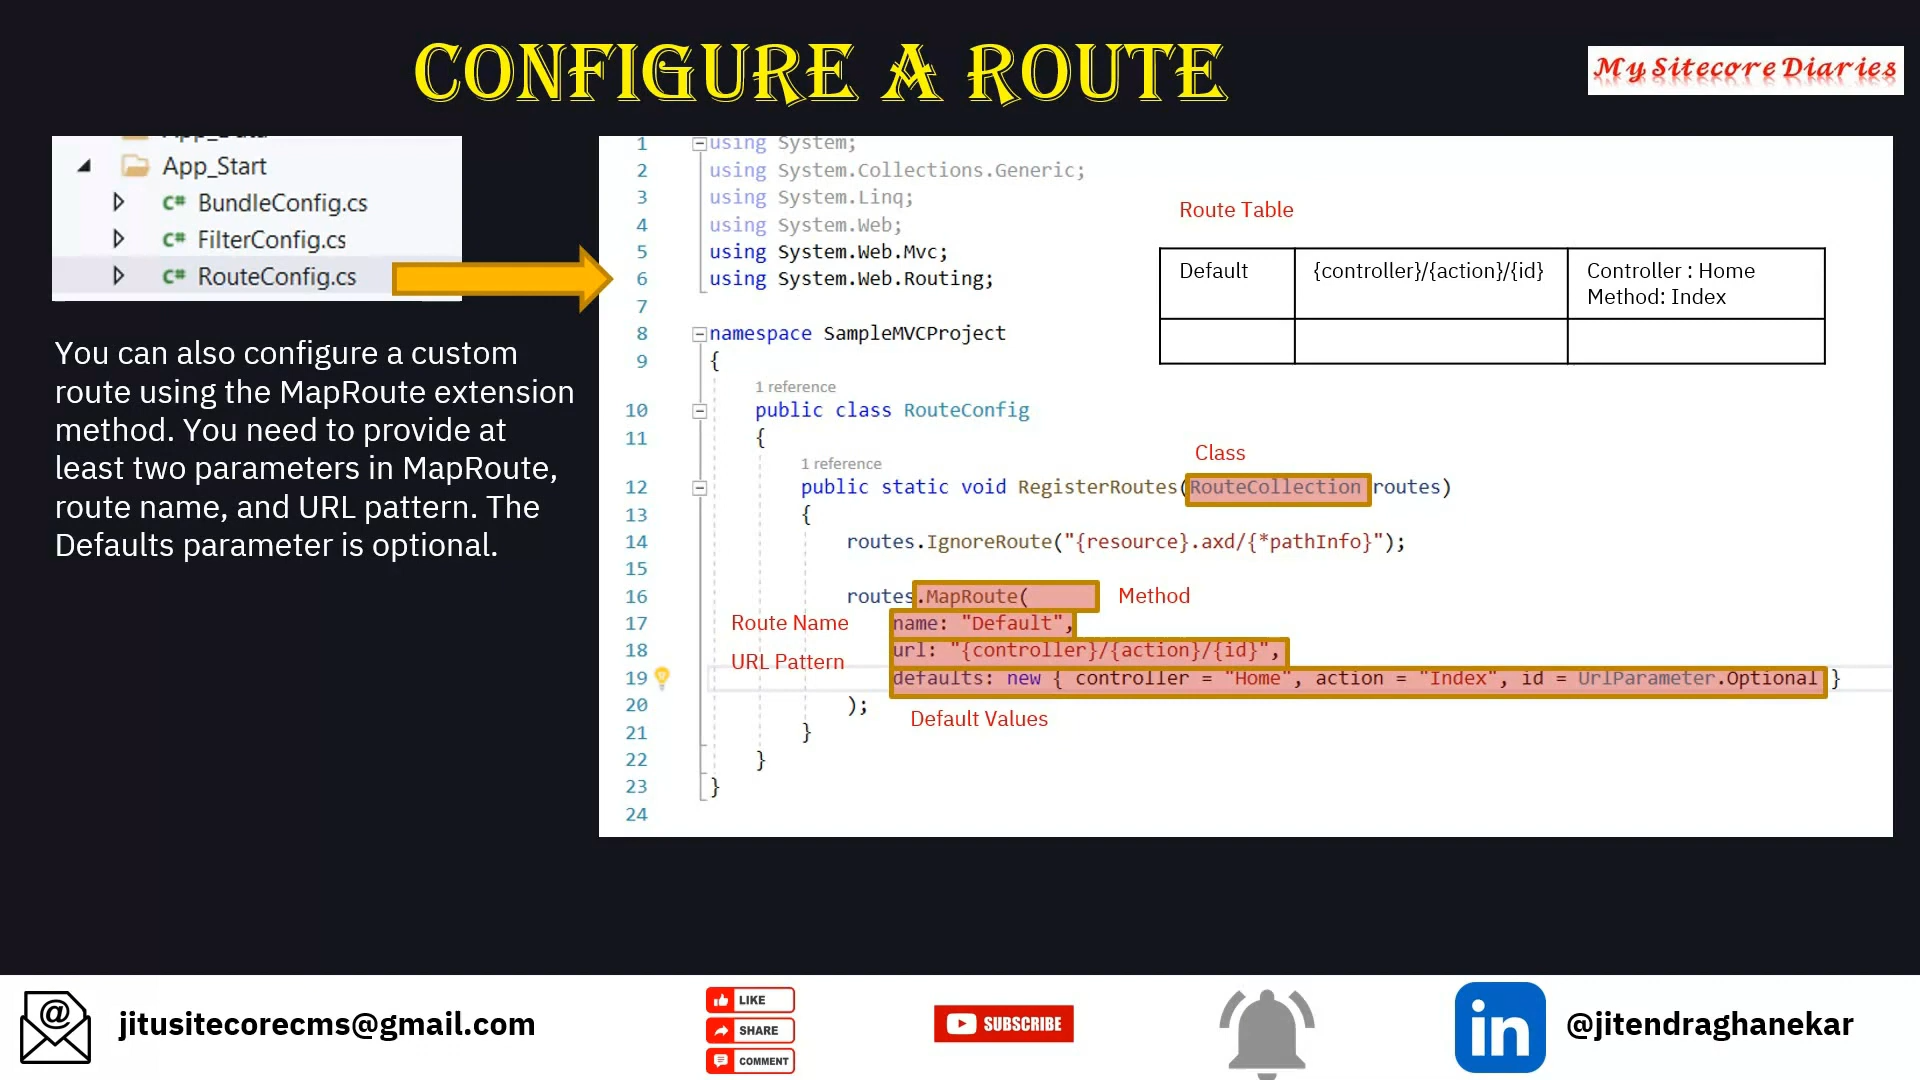 CONFIGURE A ROUTE
My Sitecore Diaries
App_Data
App_Start
C# BundleConfig.cs
C# FilterConfig.cs
C# RouteConfig.cs
You can also configure a custom
route using the MapRoute extension
method. You need to provide at
least two parameters in MapRoute,
route name, and URL pattern. The
Defaults parameter is optional.
1 using System;
2 using System.Collections.Generic;
3 using System.Linq;
4 using System.Web;
5 using System.Web.Mvc;
6 using System.Web.Routing;
7
8 namespace SampleMVCProject
9 {
1 reference
10 public class RouteConfig
11 {
1 reference
12 public static void RegisterRoutes(RouteCollection routes)
13 {
14 routes.IgnoreRoute("{resource}.axd/{*pathInfo}");
15
16 routes.MapRoute(
17 name: "Default",
18 url: "{controller}/{action}/{id}",
19 defaults: new { controller = "Home", action = "Index", id = UrlParameter.Optional }
20 );
21 }
22 }
23 }
24
Route Table
Default {controller}/{action}/{id} Controller : Home
Method: Index
Class
Method
Route Name
URL Pattern
Default Values
jitusitecorecms@gmail.com
LIKE
SHARE
COMMENT
SUBSCRIBE
in
@jitendraghanekar